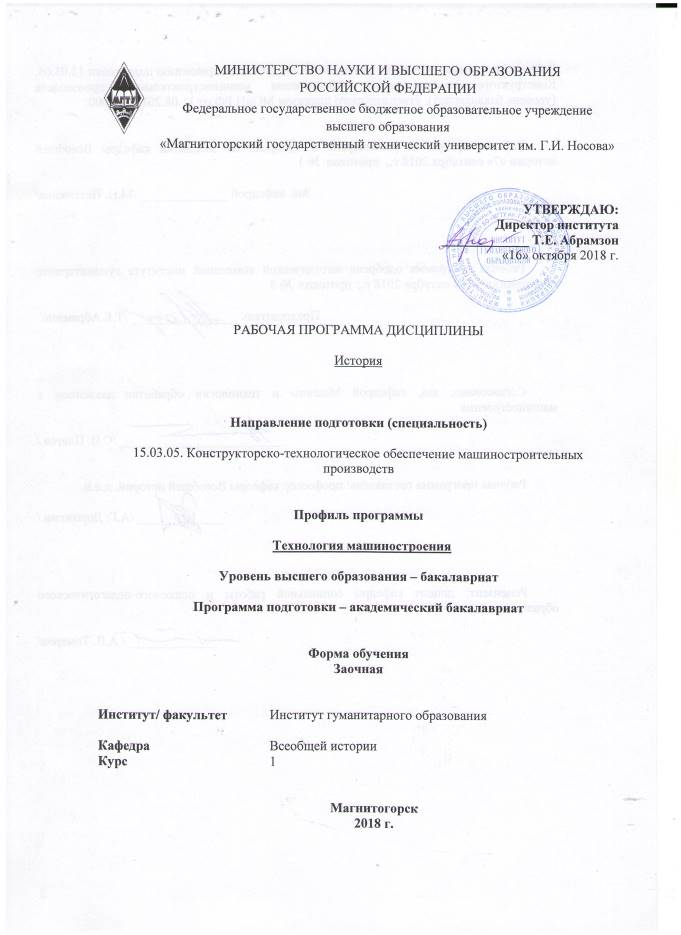 МИНИСТЕРСТВО НАУКИ И ВЫСШЕГО ОБРАЗОВАНИЯ
РОССИЙСКОЙ ФЕДЕРАЦИИ
Федеральное государственное бюджетное образовательное учреждение
высшего образования
«Магнитогорский государственный технический университет им. Г.И. Носова»
УТВЕРЖДАЮ:
Директор института
Т.Е. Абрамзон
«16» октября 2018 г.
РАБОЧАЯ ПРОГРАММА ДИСЦИПЛИНЫ
История
Направление подготовки (специальность)
15.03.05. Конструкторско-технологическое обеспечение машиностроительных
производств
Профиль программы
Технология машиностроения
Уровень высшего образования – бакалавриат
Программа подготовки – академический бакалавриат
Форма обучения
Заочная
Институт/ факультет Институт гуманитарного образования
Кафедра Всеобщей истории
Курс 1
Магнитогорск
2018 г.